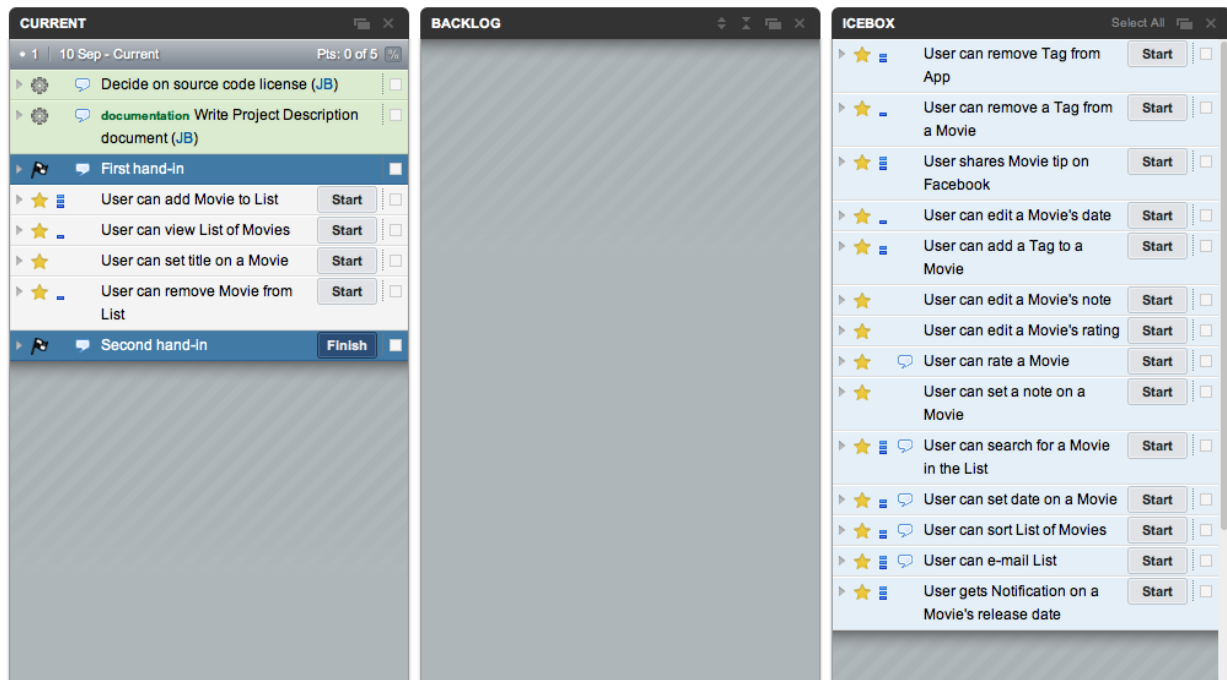 CURRENT
1 10 Sep - Current Pts: 0 of 5 %
Decide on source code license (JB)
documentation Write Project Description
document (JB)
First hand-in
User can add Movie to List Start
User can view List of Movies Start
User can set title on a Movie Start
User can remove Movie from Start
List
Second hand-in Finish
BACKLOG
ICEBOX Select All
User can remove Tag from Start
App
User can remove a Tag from Start
a Movie
User shares Movie tip on Start
Facebook
User can edit a Movie's date Start
User can add a Tag to a Start
Movie
User can edit a Movie's note Start
User can edit a Movie's rating Start
User can rate a Movie Start
User can set a note on a Start
Movie
User can search for a Movie Start
in the List
User can set date on a Movie Start
User can sort List of Movies Start
User can e-mail List Start
User gets Notification on a Start
Movie's release date